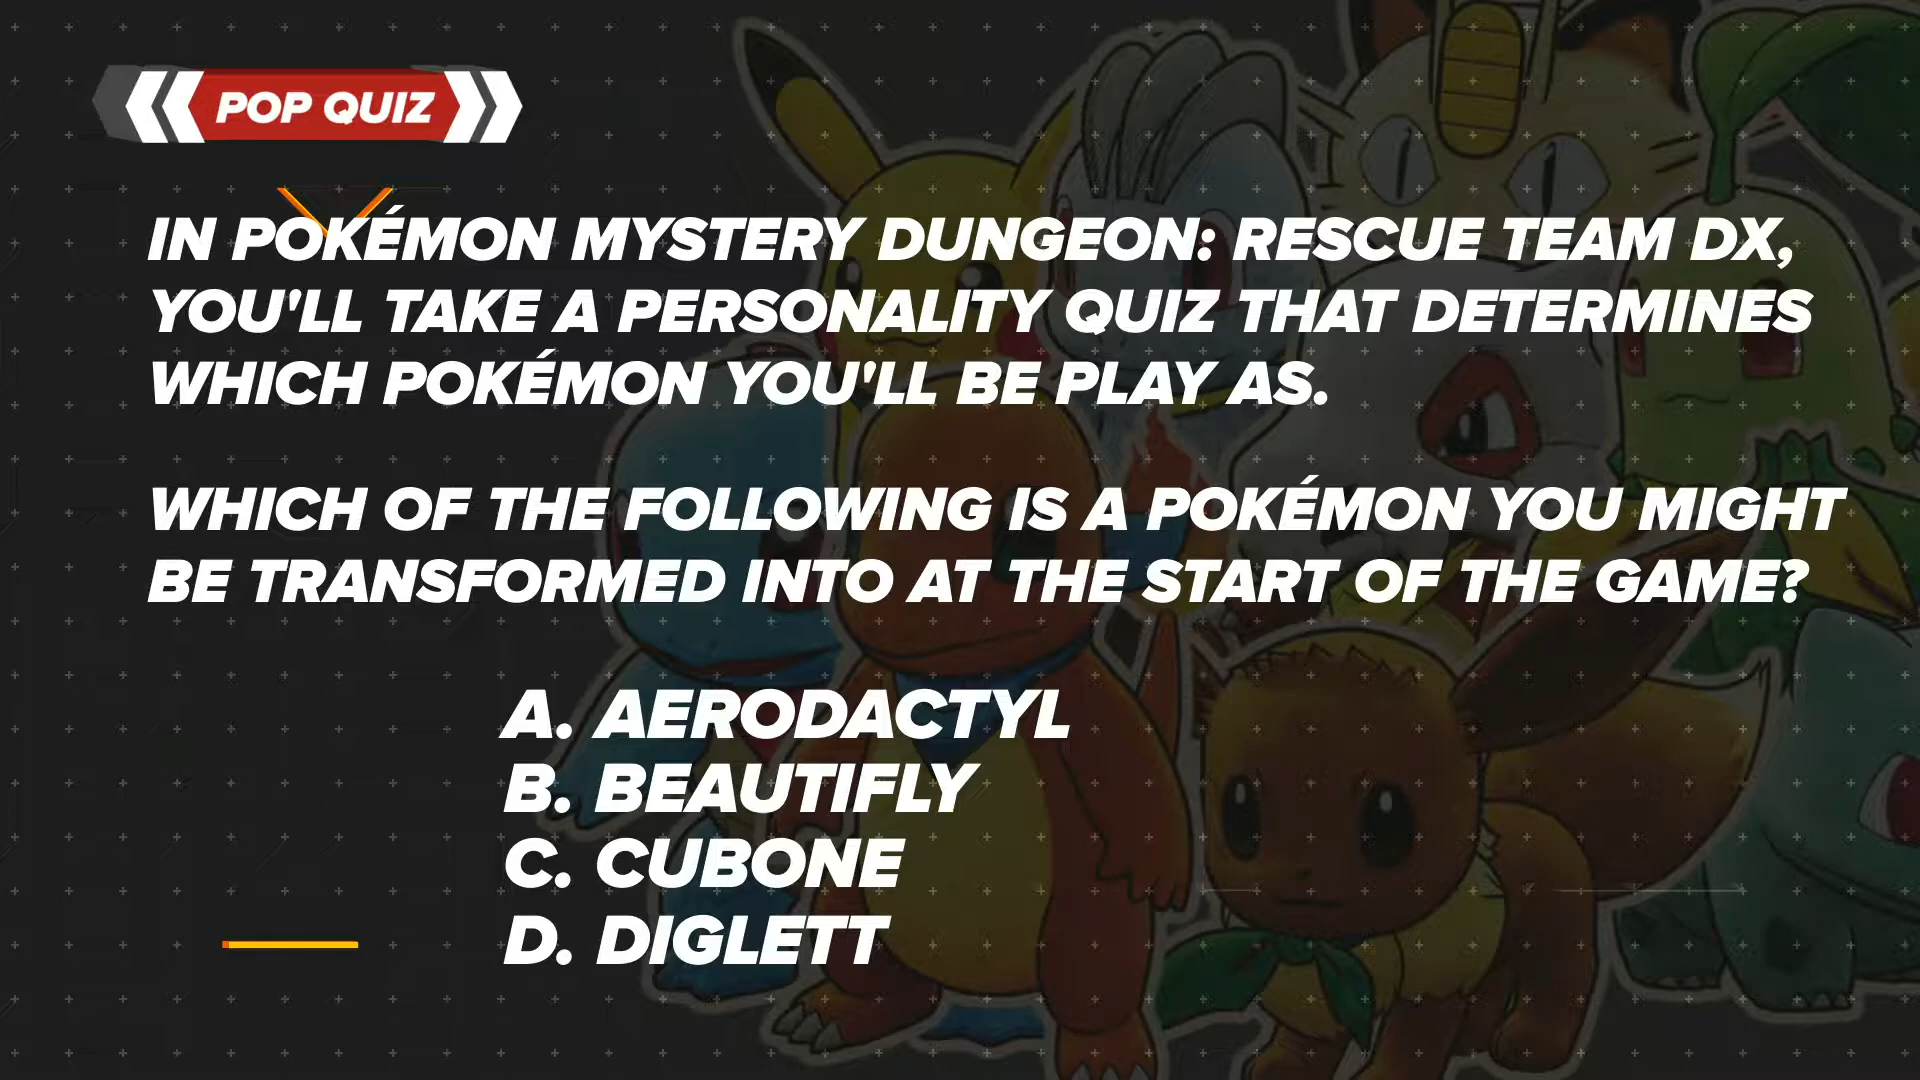 POP QUIZ
IN POKÉMON MYSTERY DUNGEON: RESCUE TEAM DX,
YOU'LL TAKE A PERSONALITY QUIZ THAT DETERMINES
WHICH POKÉMON YOU'LL BE PLAY AS.
WHICH OF THE FOLLOWING IS A POKÉMON YOU MIGHT
BE TRANSFORMED INTO AT THE START OF THE GAME?
A. AERODACTYL
B. BEAUTIFLY
C. CUBONE
D. DIGLETT